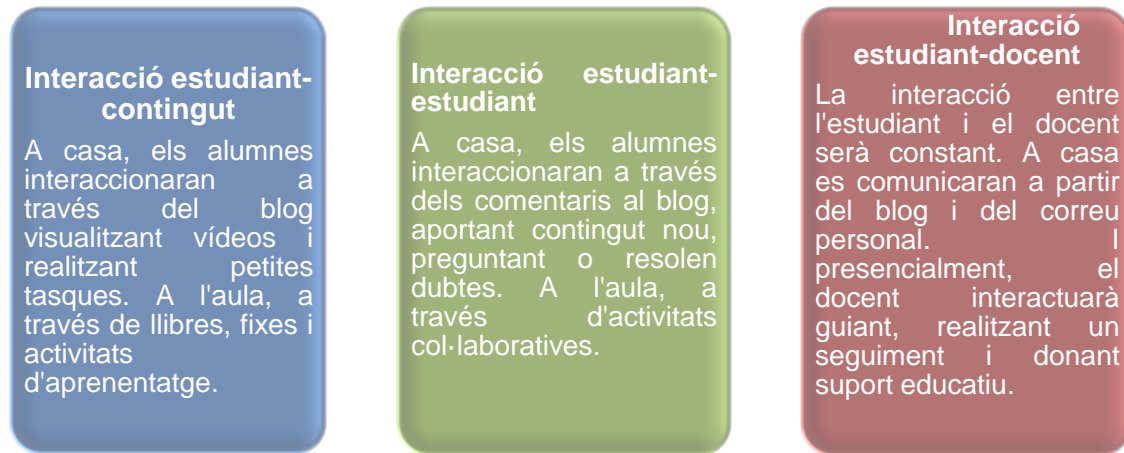 Interacció estudiant-
contingut
A casa, els alumnes
interaccionaran a
través del blog
visualitzant vídeos i
realitzant petites
tasques. A l'aula, a
través de llibres, fixes i
activitats
d'aprenentatge.
Interacció estudiant-
estudiant
A casa, els alumnes
interaccionaran a través
dels comentaris al blog,
aportant contingut nou,
preguntant o resolen
dubtes. A l'aula, a
través d'activitats
col·laboratives.
Interacció
estudiant-docent
La interacció entre
l'estudiant i el docent
serà constant. A casa
es comunicaran a partir
del blog i del correu
personal. I
presencialment, el
docent interactuarà
guiant, realitzant un
seguiment i donant
suport educatiu.